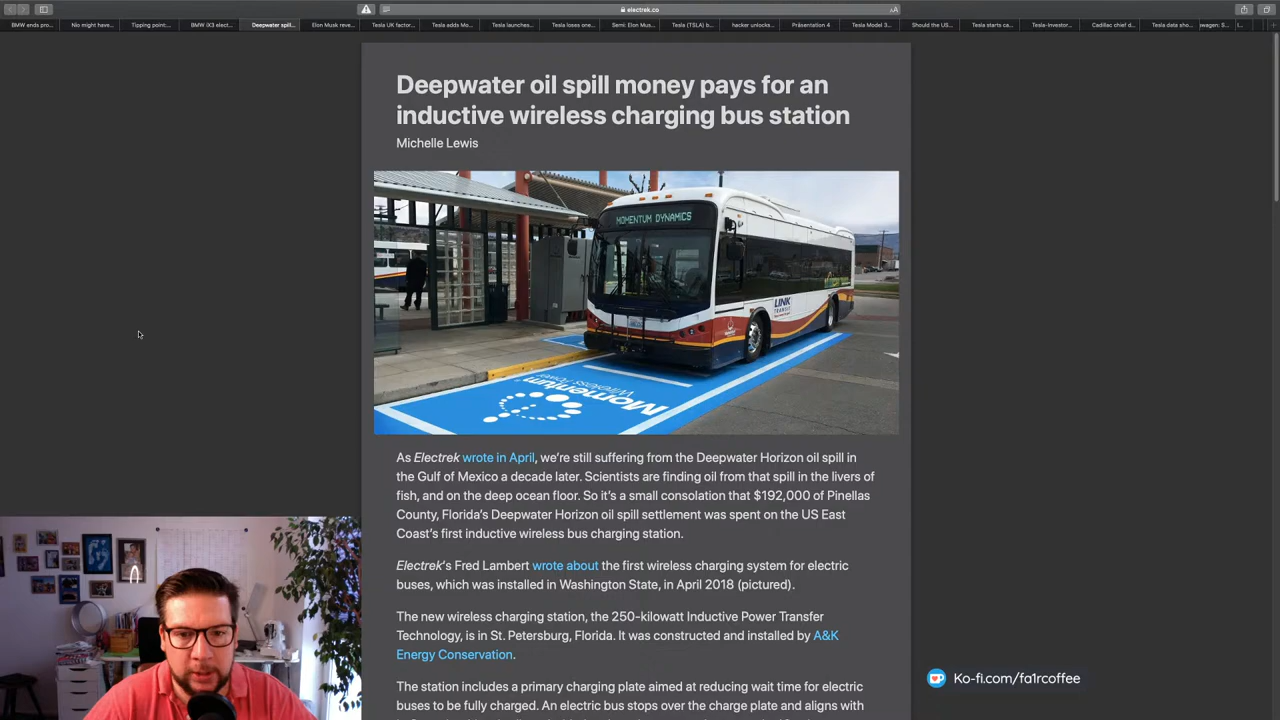 electrek.co
BMW ends pro...
Nio might have...
Tipping point:...
BMW iX3 elect...
Deepwater spill...
Elon Musk reve...
Tesla UK factor...
Tesla adds Mo...
Tesla launches...
Tesla loses one...
Semi: Elon Mu...
Tesla (TSLA) b...
hacker unlocks...
Präsentation 4
Tesla Model 3...
Should the US...
Tesla starts ca...
Tesla-Investor...
Cadillac chief d...
Tesla data sho...
Deepwater oil spill money pays for an
inductive wireless charging bus station
Michelle Lewis
MOMENTUM DYNAMICS
LINK
TRANSIT
Momentum
Wireless Power
As Electrek wrote in April, we’re still suffering from the Deepwater Horizon oil spill in
the Gulf of Mexico a decade later. Scientists are finding oil from that spill in the livers of
fish, and on the deep ocean floor. So it’s a small consolation that $192,000 of Pinellas
County, Florida’s Deepwater Horizon oil spill settlement was spent on the US East
Coast’s first inductive wireless bus charging station.
Electrek’s Fred Lambert wrote about the first wireless charging system for electric
buses, which was installed in Washington State, in April 2018 (pictured).
The new wireless charging station, the 250-kilowatt Inductive Power Transfer
Technology, is in St. Petersburg, Florida. It was constructed and installed by A&K
Energy Conservation.
The station includes a primary charging plate aimed at reducing wait time for electric
buses to be fully charged. An electric bus stops over the charge plate and aligns with
Ko-fi.com/fa1rcoffee